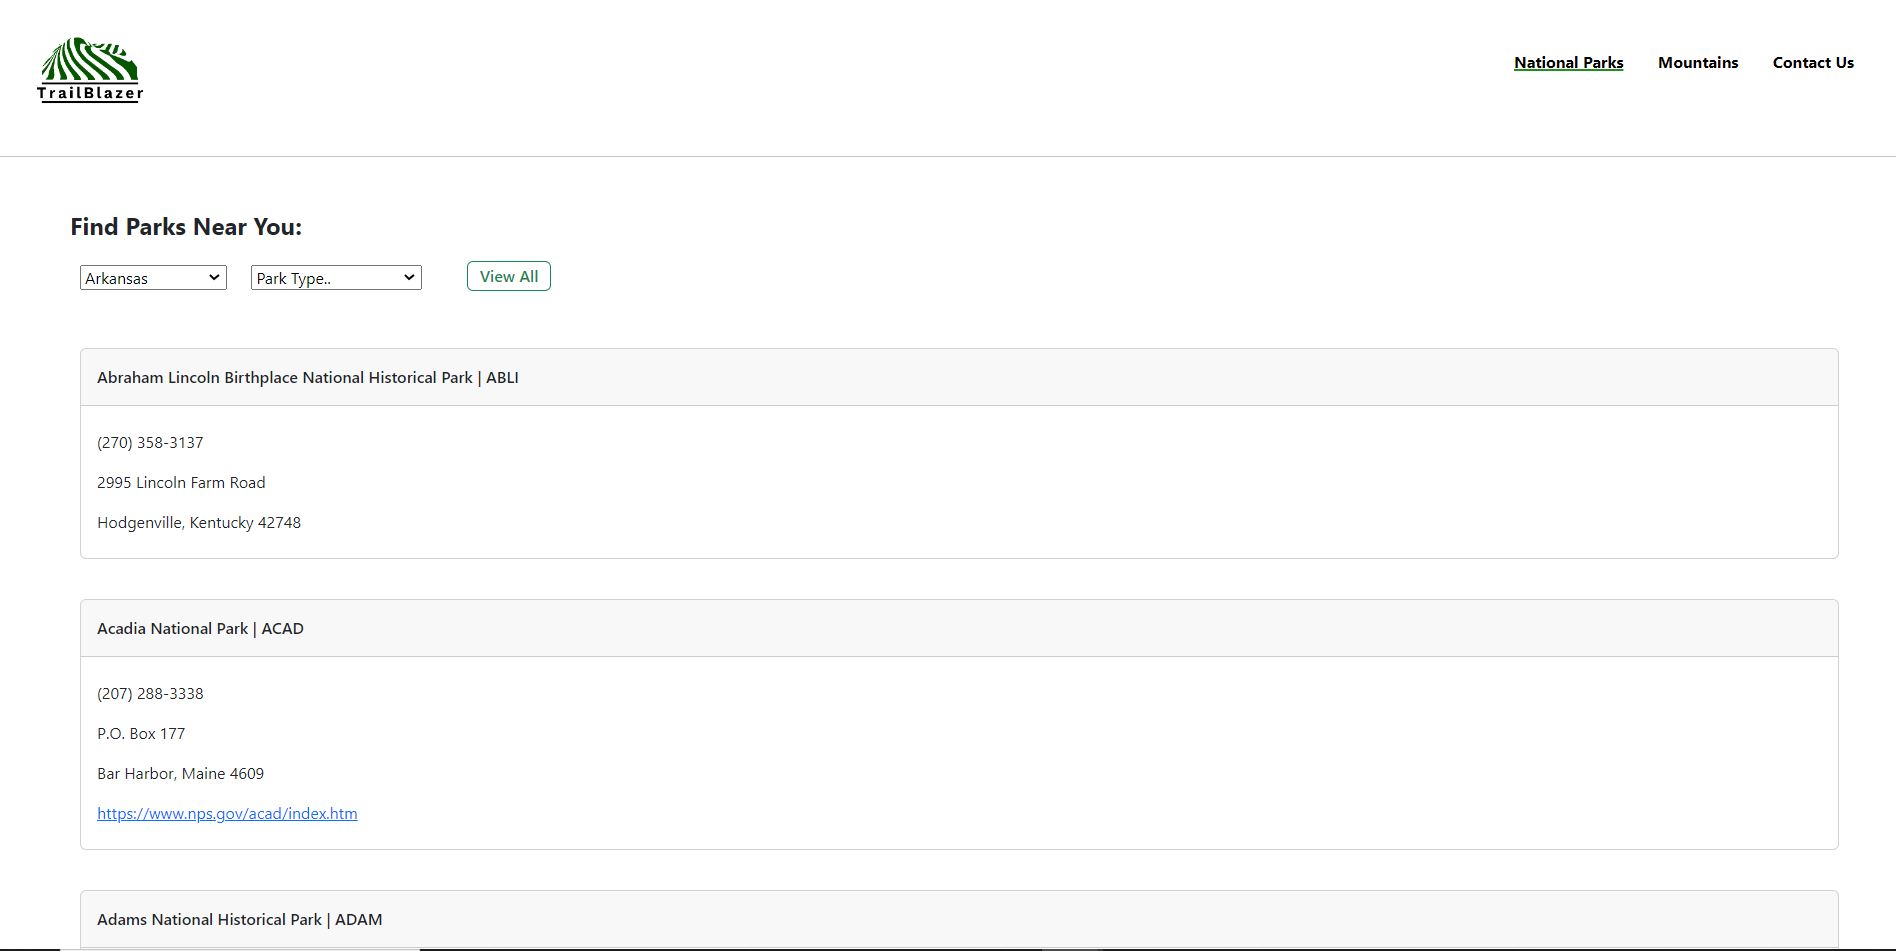 TrailBlazer
National Parks Mountains Contact Us
Find Parks Near You:
Arkansas Park Type.. View All
Abraham Lincoln Birthplace National Historical Park | ABLI
(270) 358-3137
2995 Lincoln Farm Road
Hodgenville, Kentucky 42748
Acadia National Park | ACAD
(207) 288-3338
P.O. Box 177
Bar Harbor, Maine 4609
https://www.nps.gov/acad/index.htm
Adams National Historical Park | ADAM